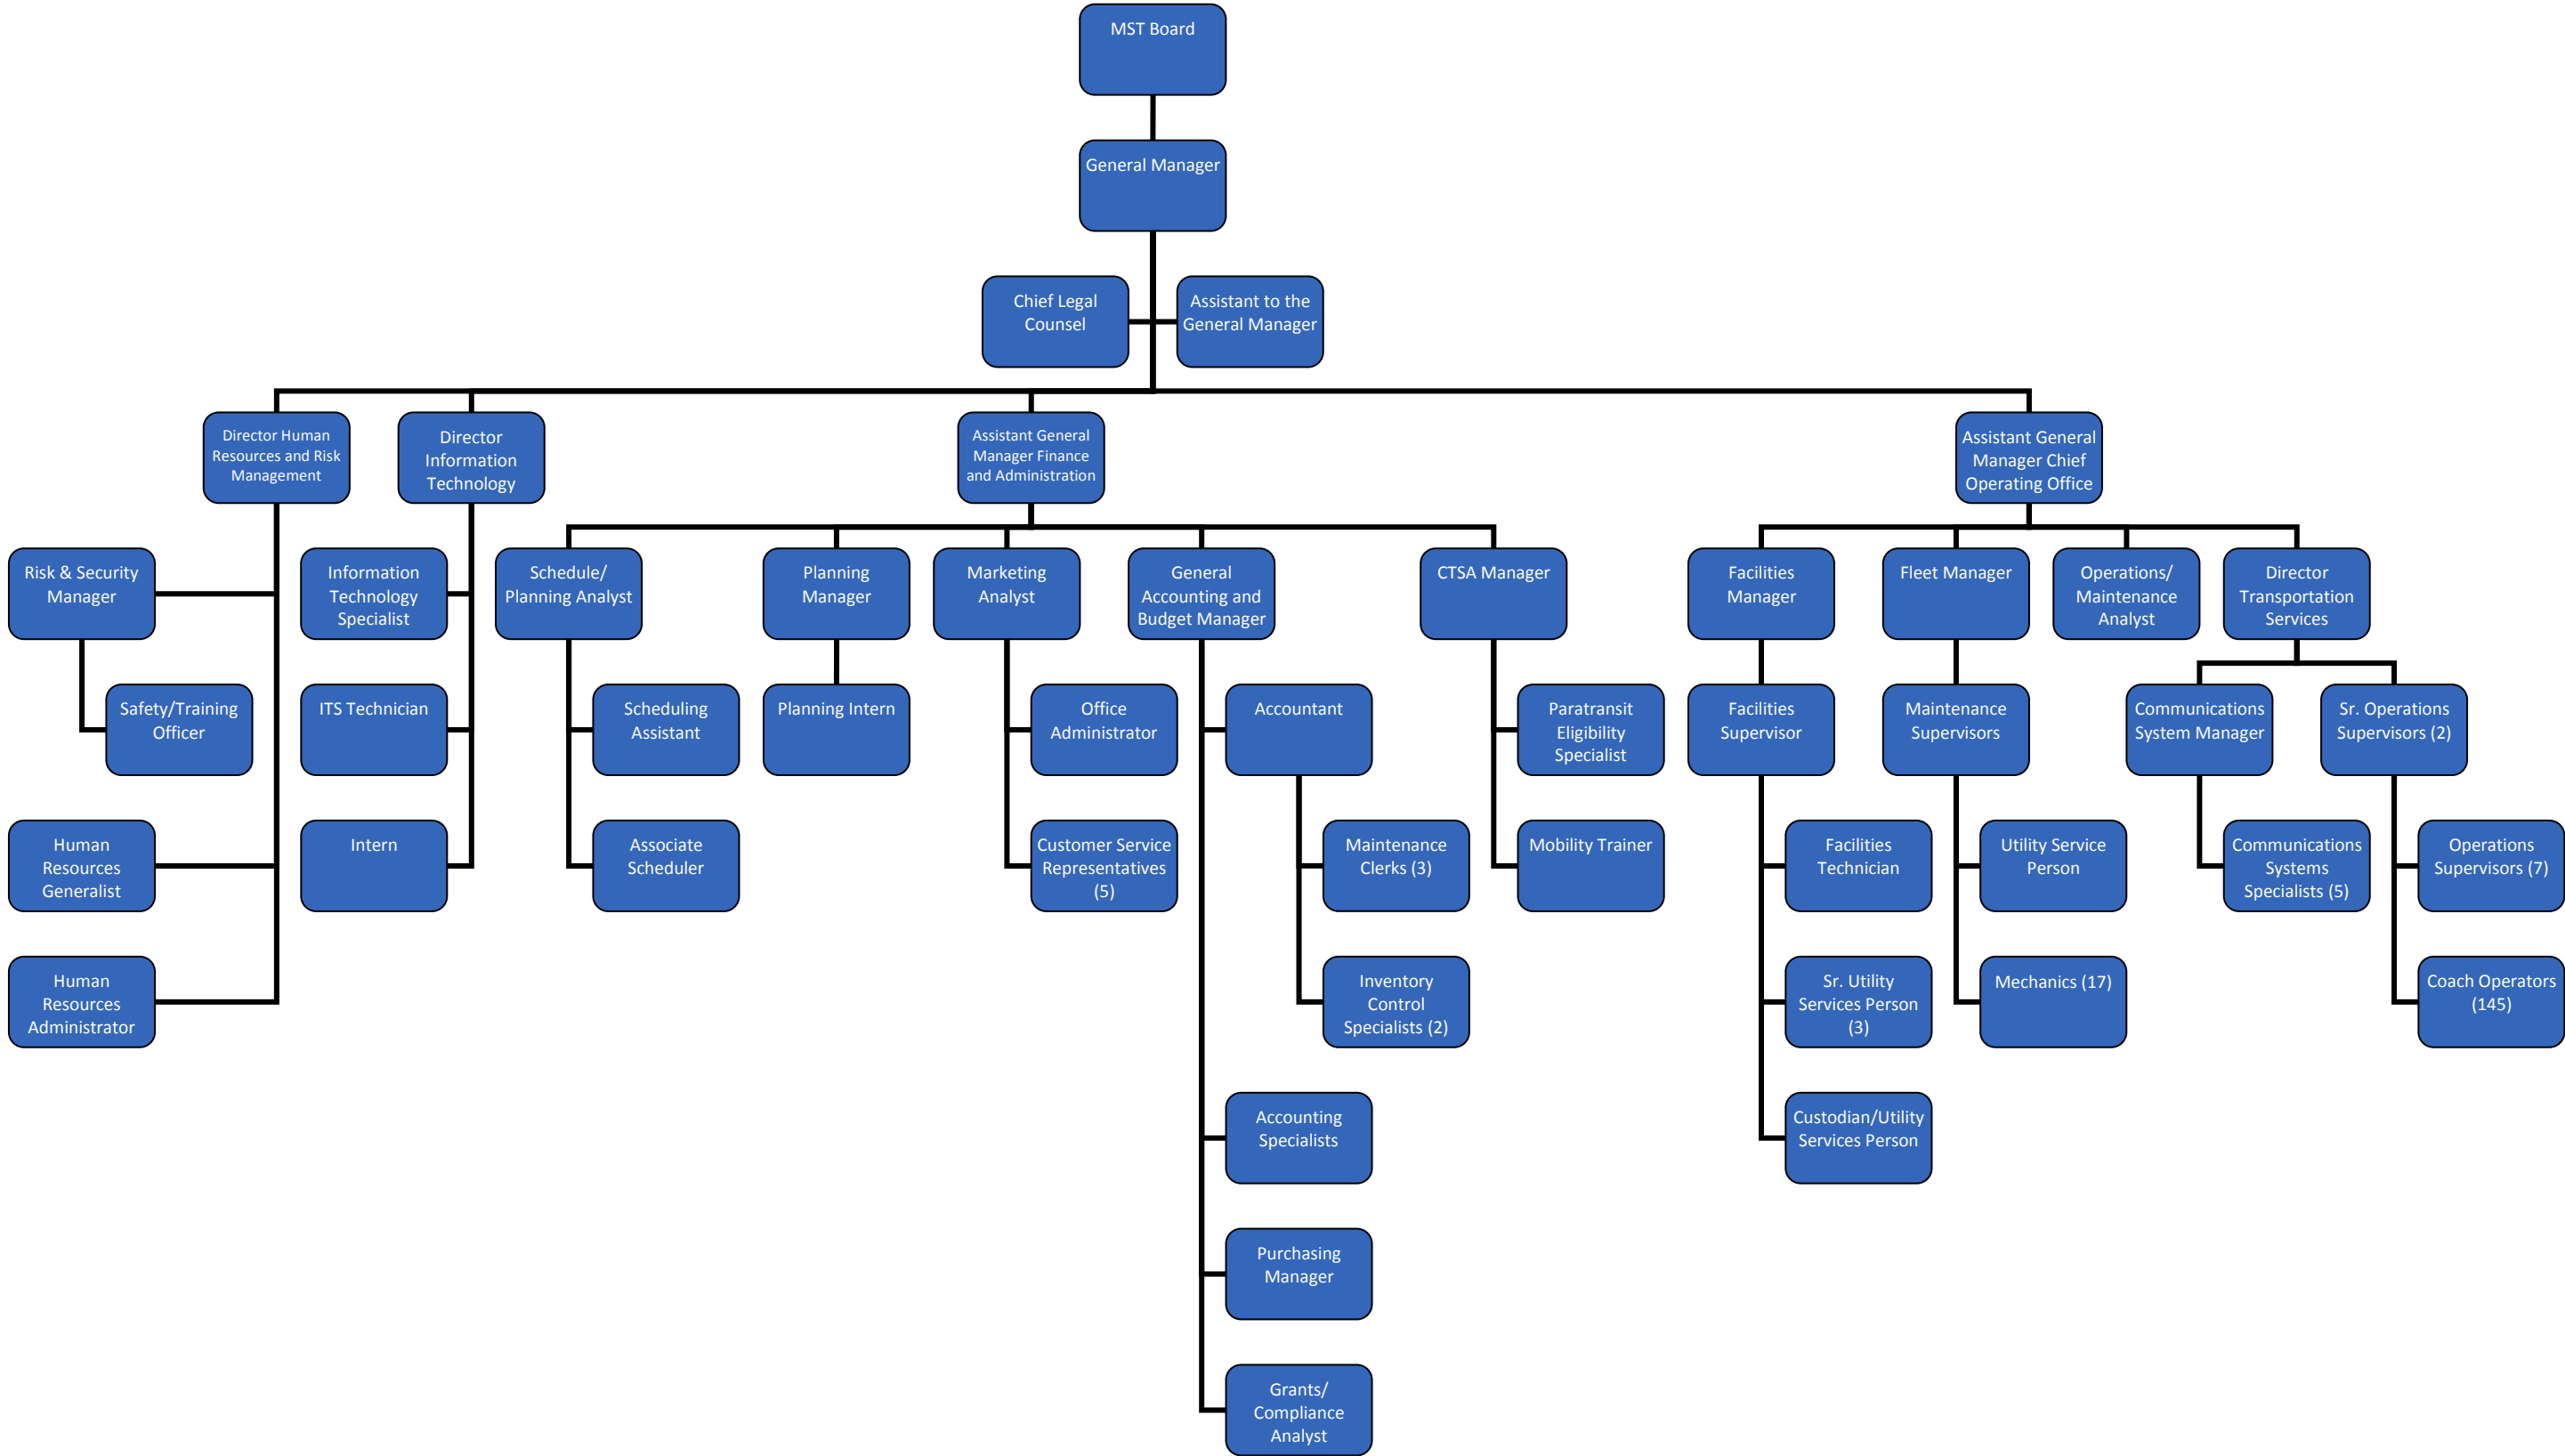 MST Board
General Manager
Chief Legal
Counsel
Assistant to the
General Manager
Director Human
Resources and Risk
Management
Director
Information
Technology
Assistant General
Manager Finance
and Administration
Assistant General
Manager Chief
Operating Office
Risk & Security
Manager
Information
Technology
Specialist
Schedule/
Planning Analyst
Planning
Manager
Marketing
Analyst
General
Accounting and
Budget Manager
CTSA Manager
Facilities
Manager
Fleet Manager
Operations/
Maintenance
Analyst
Director
Transportation
Services
Safety/Training
Officer
ITS Technician
Scheduling
Assistant
Planning Intern
Office
Administrator
Accountant
Paratransit
Eligibility
Specialist
Facilities
Supervisor
Maintenance
Supervisors
Communications
System Manager
Sr. Operations
Supervisors (2)
Human
Resources
Generalist
Intern
Associate
Scheduler
Customer Service
Representatives
(5)
Maintenance
Clerks (3)
Mobility Trainer
Facilities
Technician
Utility Service
Person
Communications
Systems
Specialists (5)
Operations
Supervisors (7)
Human
Resources
Administrator
Inventory
Control
Specialists (2)
Sr. Utility
Services Person
(3)
Mechanics (17)
Coach Operators
(145)
Accounting
Specialists
Custodian/Utility
Services Person
Purchasing
Manager
Grants/
Compliance
Analyst